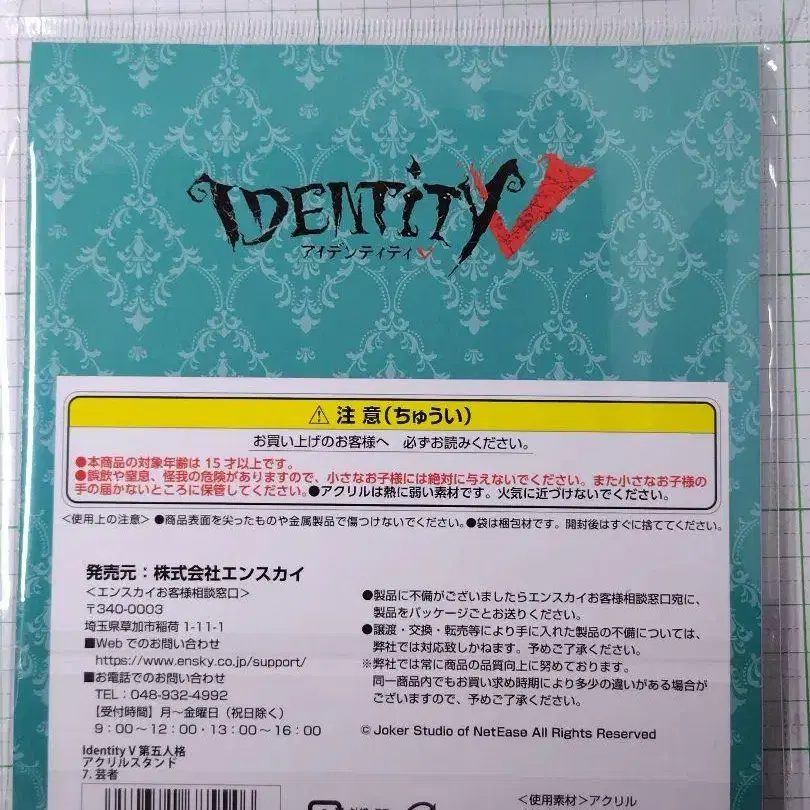 IDENTITY V
アイデンティティV
⚠ 注意(ちゅうい)
お買い上げのお客様へ 必ずお読みください。
●本商品の対象年齢は 15 才以上です。
●誤飲や窒息、怪我の危険がありますので、小さなお子様には絶対に与えないでください。また小さなお子様の
手の届かないところに保管してください。●アクリルは熱に弱い素材です。火気に近づけないでください。
<使用上の注意> ●商品表面を尖ったものや金属製品で傷つけないでください。●袋は梱包材です。開封後はすぐに捨ててください。
発売元:株式会社エンスカイ
<エンスカイお客様相談窓口>
〒340-0003
埼玉県草加市稲荷 1-11-1
■Web でのお問い合わせ
https://www.ensky.co.jp/support/
■お電話でのお問い合わせ
TEL:048-932-4992
【受付時間】月~金曜日(祝日除く)
9:00~12:00・13:00~16:00
●製品に不備がございましたらエンスカイお客様相談窓口宛に、
製品をパッケージごとお送りください。
●譲渡・交換・転売等により手に入れた製品の不備については、
弊社では対応致しかねます。予めご了承ください。
※弊社では常に商品の品質向上に努めております。
同一商品内でもお買い求め時期により多少の違いがある場合が
ございますので、予めご了承ください。
© Joker Studio of NetEase All Rights Reserved
Identity V 第五人格
アクリルスタンド
7. 芸者
<使用素材>アクリル